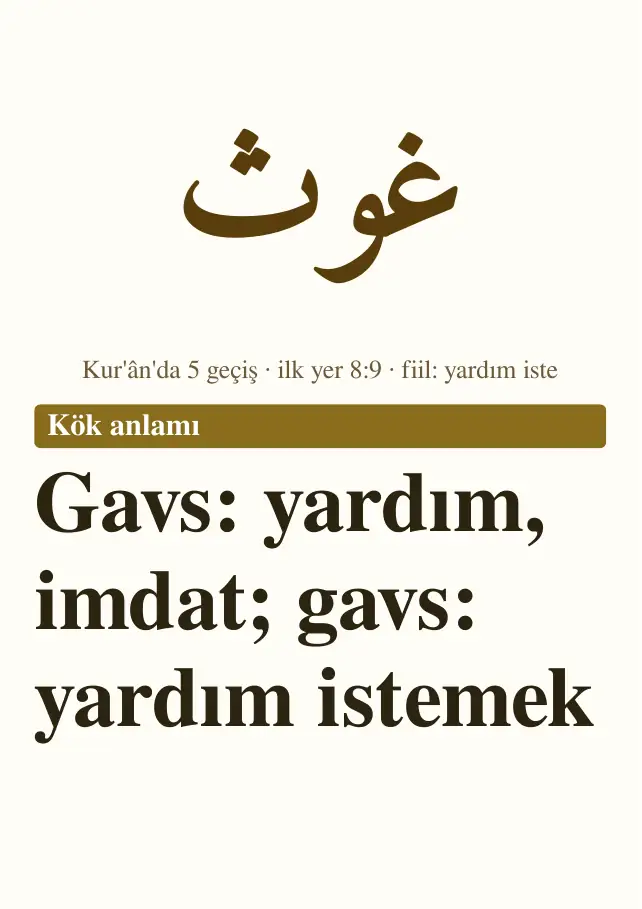 غوث
Kur'ân'da 5 geçiş · ilk yer 8:9 · fiil: yardım iste
Kök anlamı
Gavs: yardım,
imdat; gavs:
yardım istemek